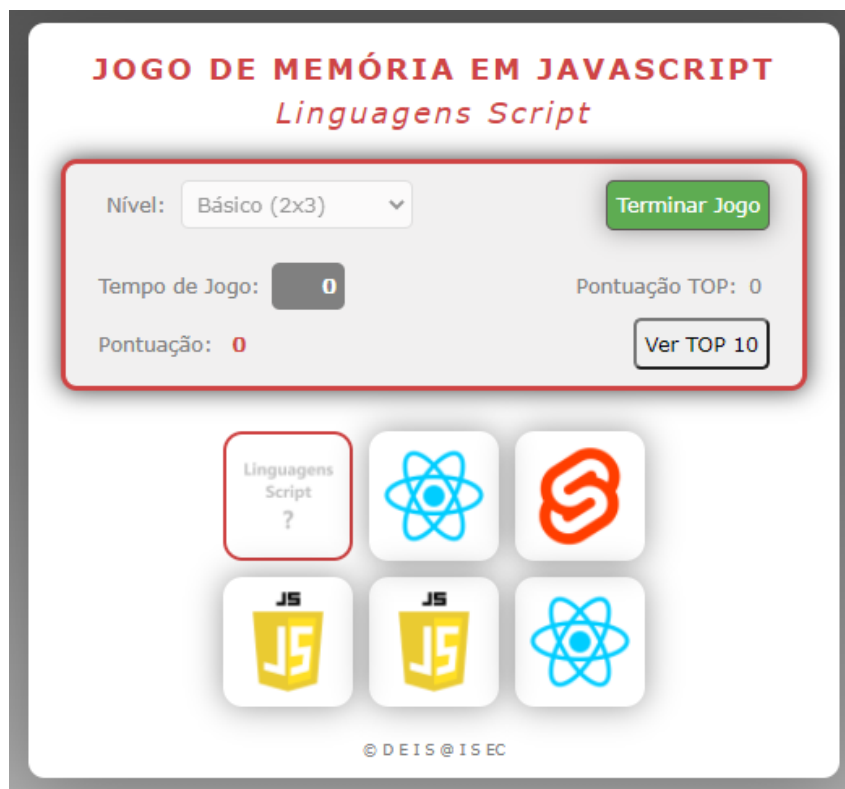 JOGO DE MEMÓRIA EM JAVASCRIPT
Linguagens Script
Nível: Básico (2x3) Terminar Jogo
Tempo de Jogo: 0 Pontuação TOP: 0
Pontuação: 0 Ver TOP 10
Linguagens
Script
?
JS JS
JS JS
© D E I S @ I S E C